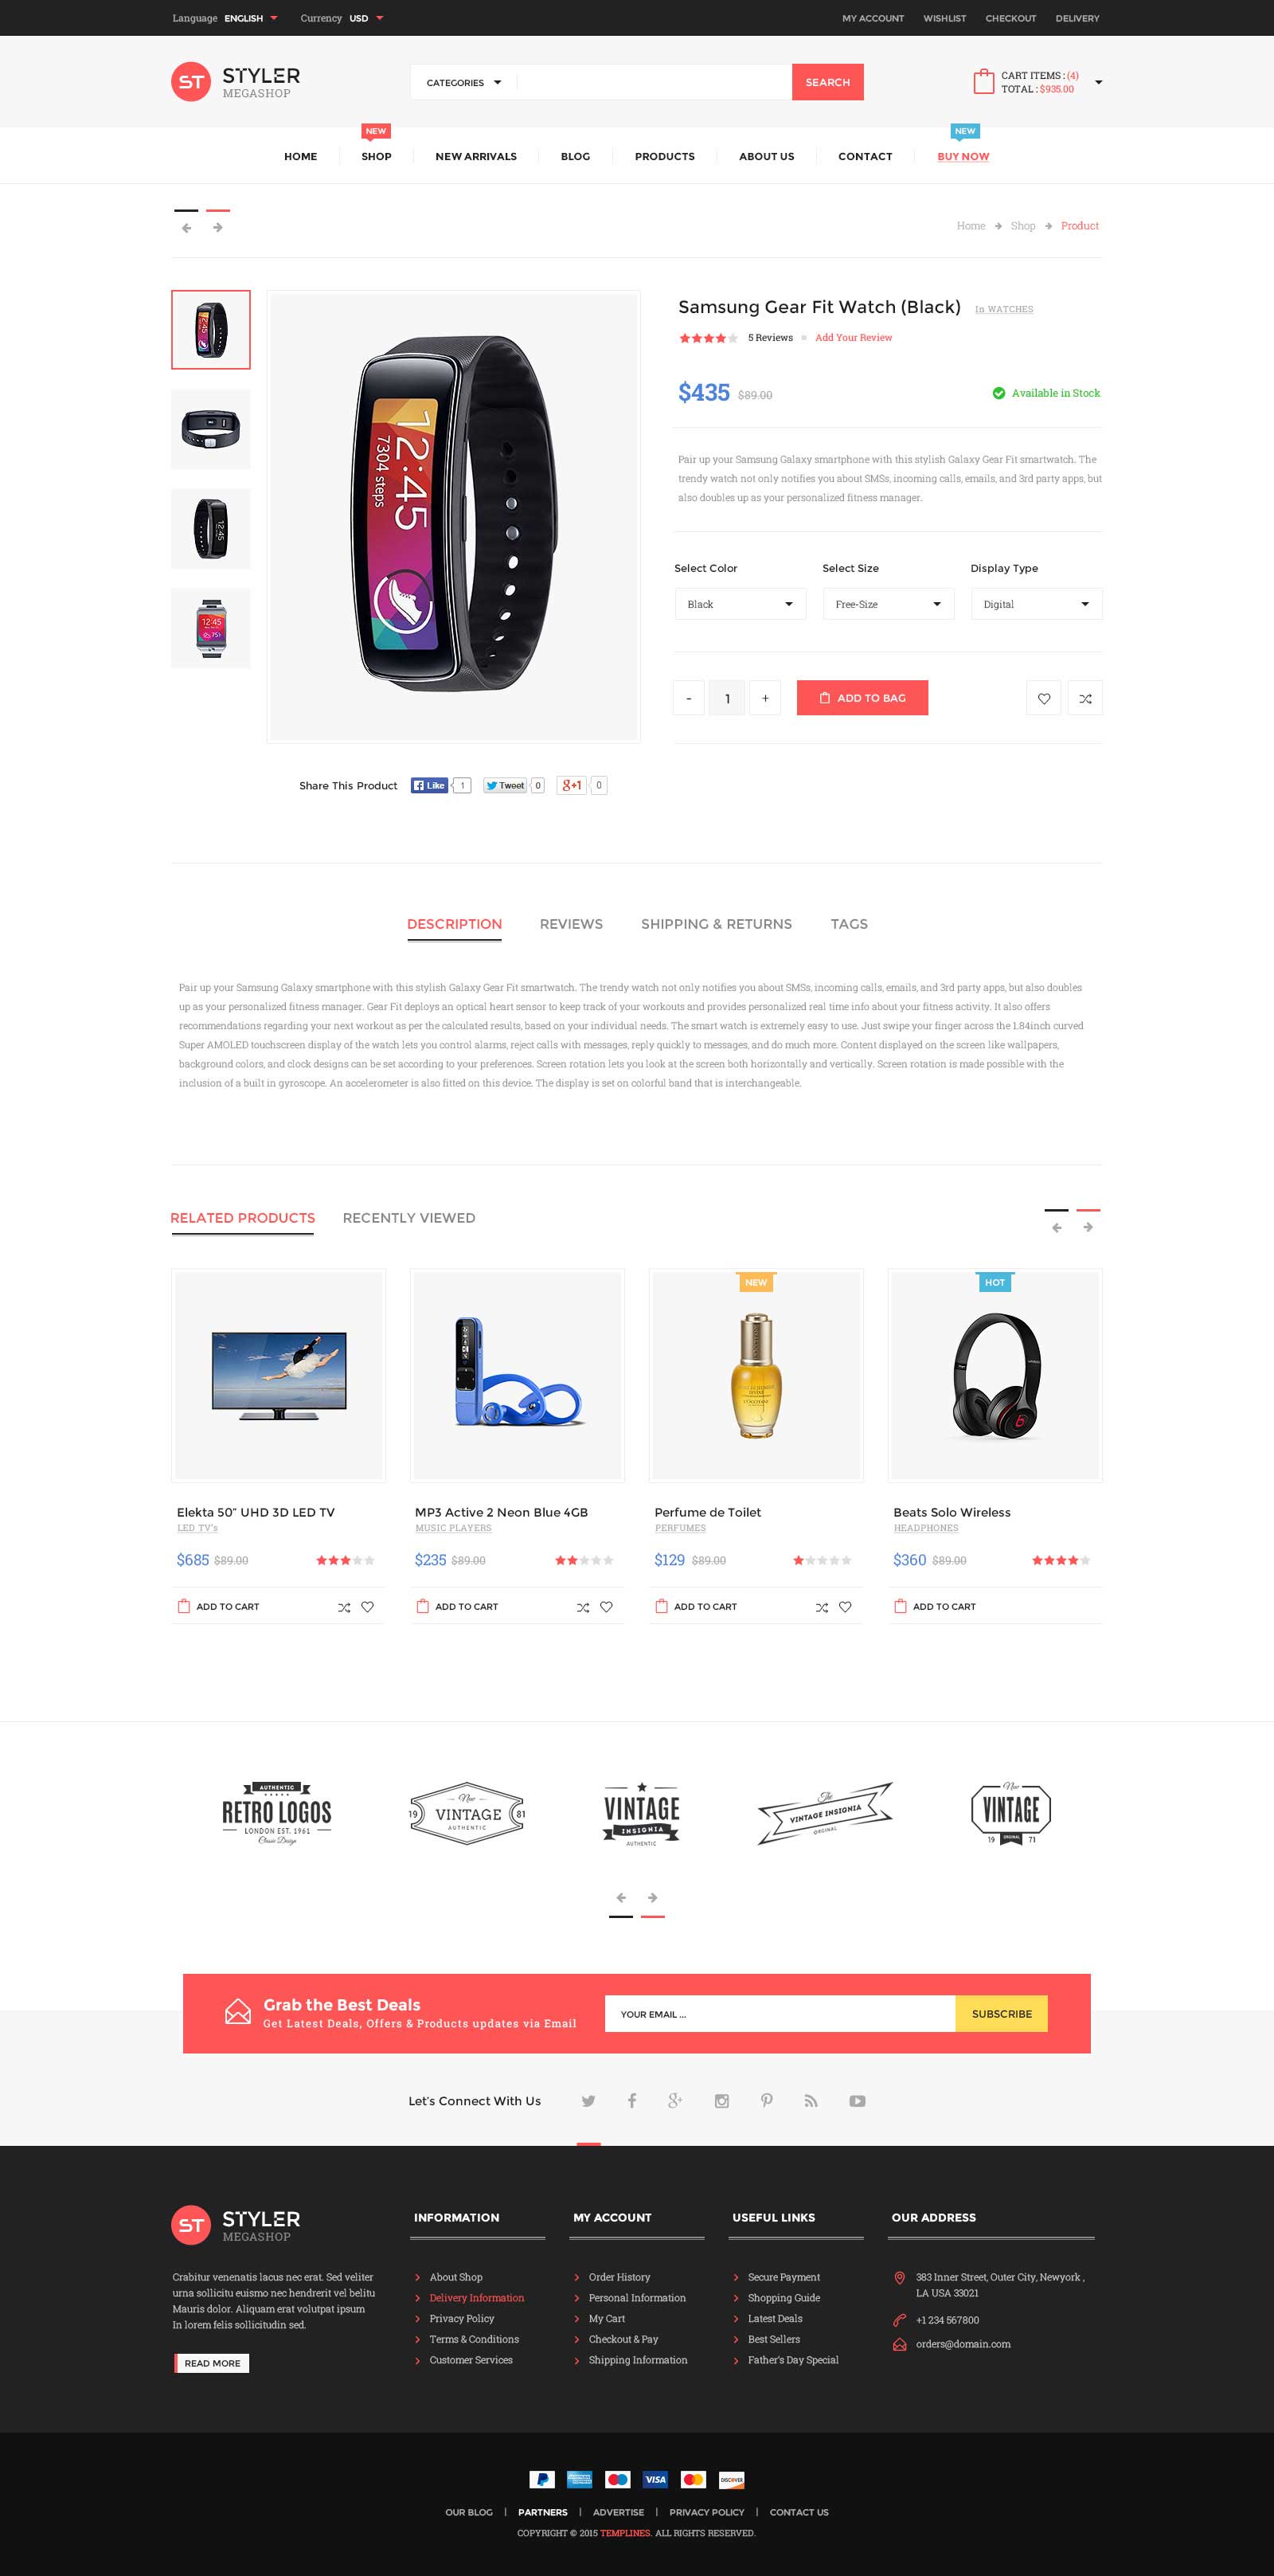 Language ENGLISH Currency USD MY ACCOUNT WISHLIST CHECKOUT DELIVERY
ST STYLER
MEGASHOP
CATEGORIES SEARCH
CART ITEMS : (4)
TOTAL : $935.00
NEW NEW
HOME SHOP NEW ARRIVALS BLOG PRODUCTS ABOUT US CONTACT BUY NOW
Home Shop Product
Samsung Gear Fit Watch (Black) In WATCHES
5 Reviews Add Your Review
$435 $89.00 Available in Stock
12:45
7304 steps
Pair up your Samsung Galaxy smartphone with this stylish Galaxy Gear Fit smartwatch. The
trendy watch not only notifies you about SMSs, incoming calls, emails, and 3rd party apps, but
also doubles up as your personalized fitness manager.
Select Color Select Size Display Type
Black Free-Size Digital
- 1 + ADD TO BAG
Share This Product Like 1 Tweet 0 g+1 0
DESCRIPTION REVIEWS SHIPPING & RETURNS TAGS
Pair up your Samsung Galaxy smartphone with this stylish Galaxy Gear Fit smartwatch. The trendy watch not only notifies you about SMSs, incoming calls, emails, and 3rd party apps, but also doubles
up as your personalized fitness manager. Gear Fit deploys an optical heart sensor to keep track of your workouts and provides personalized real time info about your fitness activity. It also offers
recommendations regarding your next workout as per the calculated results, based on your individual needs. The smart watch is extremely easy to use. Just swipe your finger across the 1.84inch curved
Super AMOLED touchscreen display of the watch lets you control alarms, reject calls with messages, reply quickly to messages, and do much more. Content displayed on the screen like wallpapers,
background colors, and clock designs can be set according to your preferences. Screen rotation lets you look at the screen both horizontally and vertically. Screen rotation is made possible with the
inclusion of a built in gyroscope. An accelerometer is also fitted on this device. The display is set on colorful band that is interchangeable.
RELATED PRODUCTS RECENTLY VIEWED
NEW HOT
Elekta 50" UHD 3D LED TV MP3 Active 2 Neon Blue 4GB Perfume de Toilet Beats Solo Wireless
LED TV's MUSIC PLAYERS PERFUMES HEADPHONES
$685 $89.00 $235 $89.00 $129 $89.00 $360 $89.00
ADD TO CART ADD TO CART ADD TO CART ADD TO CART
AUTHENTIC
RETRO LOGOS
LONDON EST. 1961
Classic Design
New
19 VINTAGE 81
AUTHENTIC
VINTAGE
INSIGNIA
AUTHENTIC
The
VINTAGE INSIGNIA
ORGINAL
New
VINTAGE
19 ORGINAL 71
Grab the Best Deals
Get Latest Deals, Offers & Products updates via Email
YOUR EMAIL ... SUBSCRIBE
Let's Connect With Us
ST STYLER
MEGASHOP
Crabitur venenatis lacus nec erat. Sed veliter
urna sollicitu euismo nec hendrerit vel belitu
Mauris dolor. Aliquam erat volutpat ipsum
In lorem felis sollicitudin sed.
READ MORE
INFORMATION
About Shop
Delivery Information
Privacy Policy
Terms & Conditions
Customer Services
MY ACCOUNT
Order History
Personal Information
My Cart
Checkout & Pay
Shipping Information
USEFUL LINKS
Secure Payment
Shopping Guide
Latest Deals
Best Sellers
Father's Day Special
OUR ADDRESS
383 Inner Street, Outer City, Newyork ,
LA USA 33021
+1 234 567800
orders@domain.com
VISA DISCOVER
OUR BLOG | PARTNERS | ADVERTISE | PRIVACY POLICY | CONTACT US
COPYRIGHT © 2015 TEMPLINES. ALL RIGHTS RESERVED.